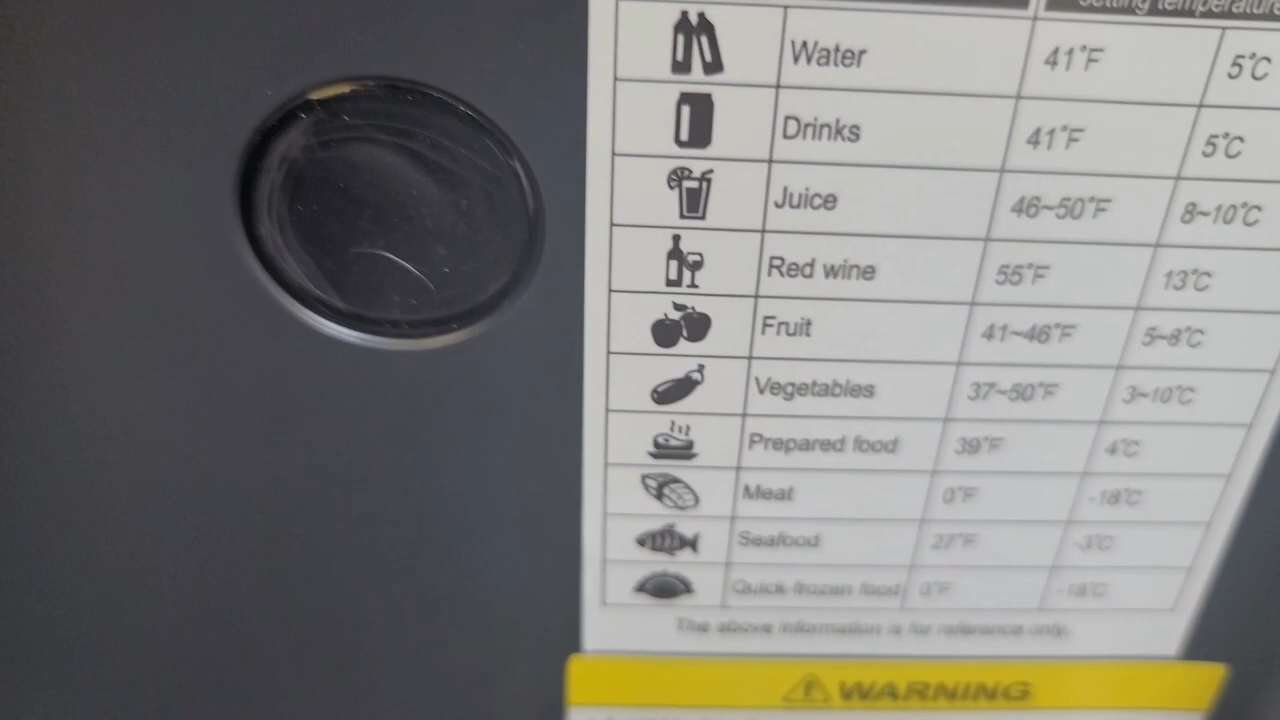 Setting temperature
Water 41°F 5°C
Drinks 41°F 5°C
Juice 46~50°F 8~10°C
Red wine 55°F 13°C
Fruit 41~46°F 5~8°C
Vegetables 37~50°F 3~10°C
Prepared food 39°F 4°C
Meat 0°F -18°C
Seafood 27°F -3°C
Quick-frozen food 0°F -18°C
The above information is for reference only.
WARNING